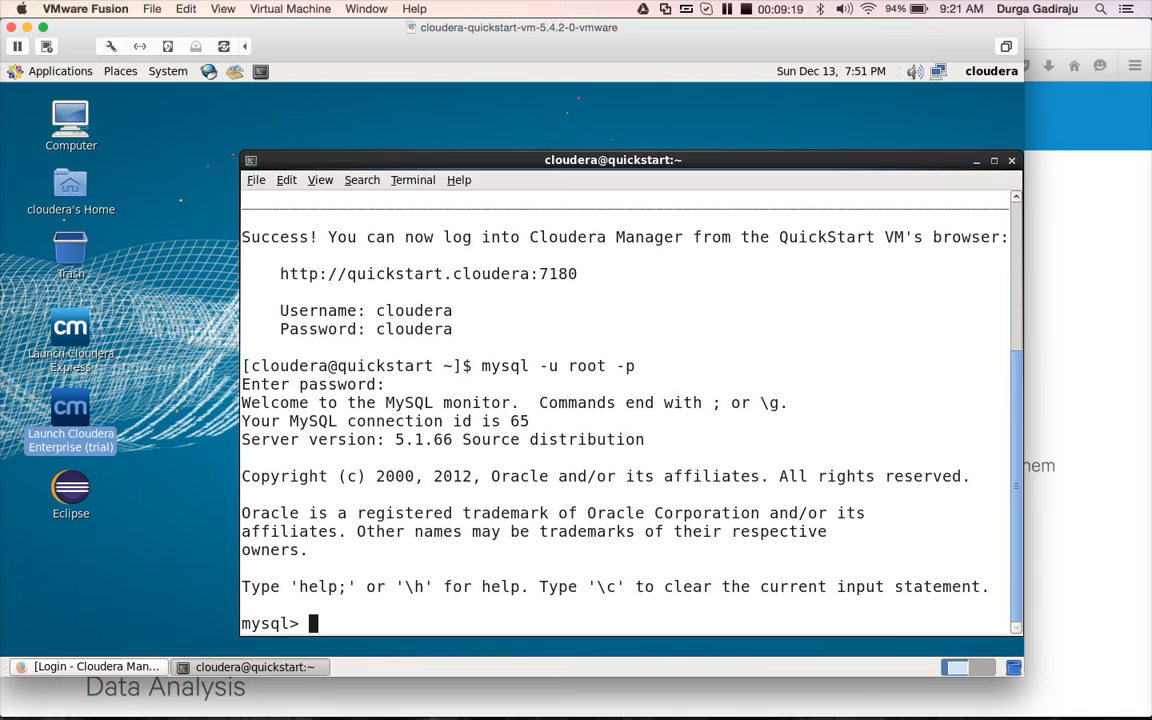 VMware Fusion File Edit View Virtual Machine Window Help 00:09:19 94% 9:21 AM Durga Gadiraju
cloudera-quickstart-vm-5.4.2-0-vmware
Applications Places System Sun Dec 13, 7:51 PM cloudera
Computer
cloudera's Home
Trash
Launch Cloudera
Express
Launch Cloudera
Enterprise (trial)
Eclipse
cloudera@quickstart:~
File Edit View Search Terminal Help
Success! You can now log into Cloudera Manager from the QuickStart VM's browser:
http://quickstart.cloudera:7180
Username: cloudera
Password: cloudera
[cloudera@quickstart ~]$ mysql -u root -p
Enter password:
Welcome to the MySQL monitor.  Commands end with ; or \g.
Your MySQL connection id is 65
Server version: 5.1.66 Source distribution
Copyright (c) 2000, 2012, Oracle and/or its affiliates. All rights reserved.
Oracle is a registered trademark of Oracle Corporation and/or its
affiliates. Other names may be trademarks of their respective
owners.
Type 'help;' or '\h' for help. Type '\c' to clear the current input statement.
mysql>
[Login - Cloudera Man... cloudera@quickstart:~
Data Analysis